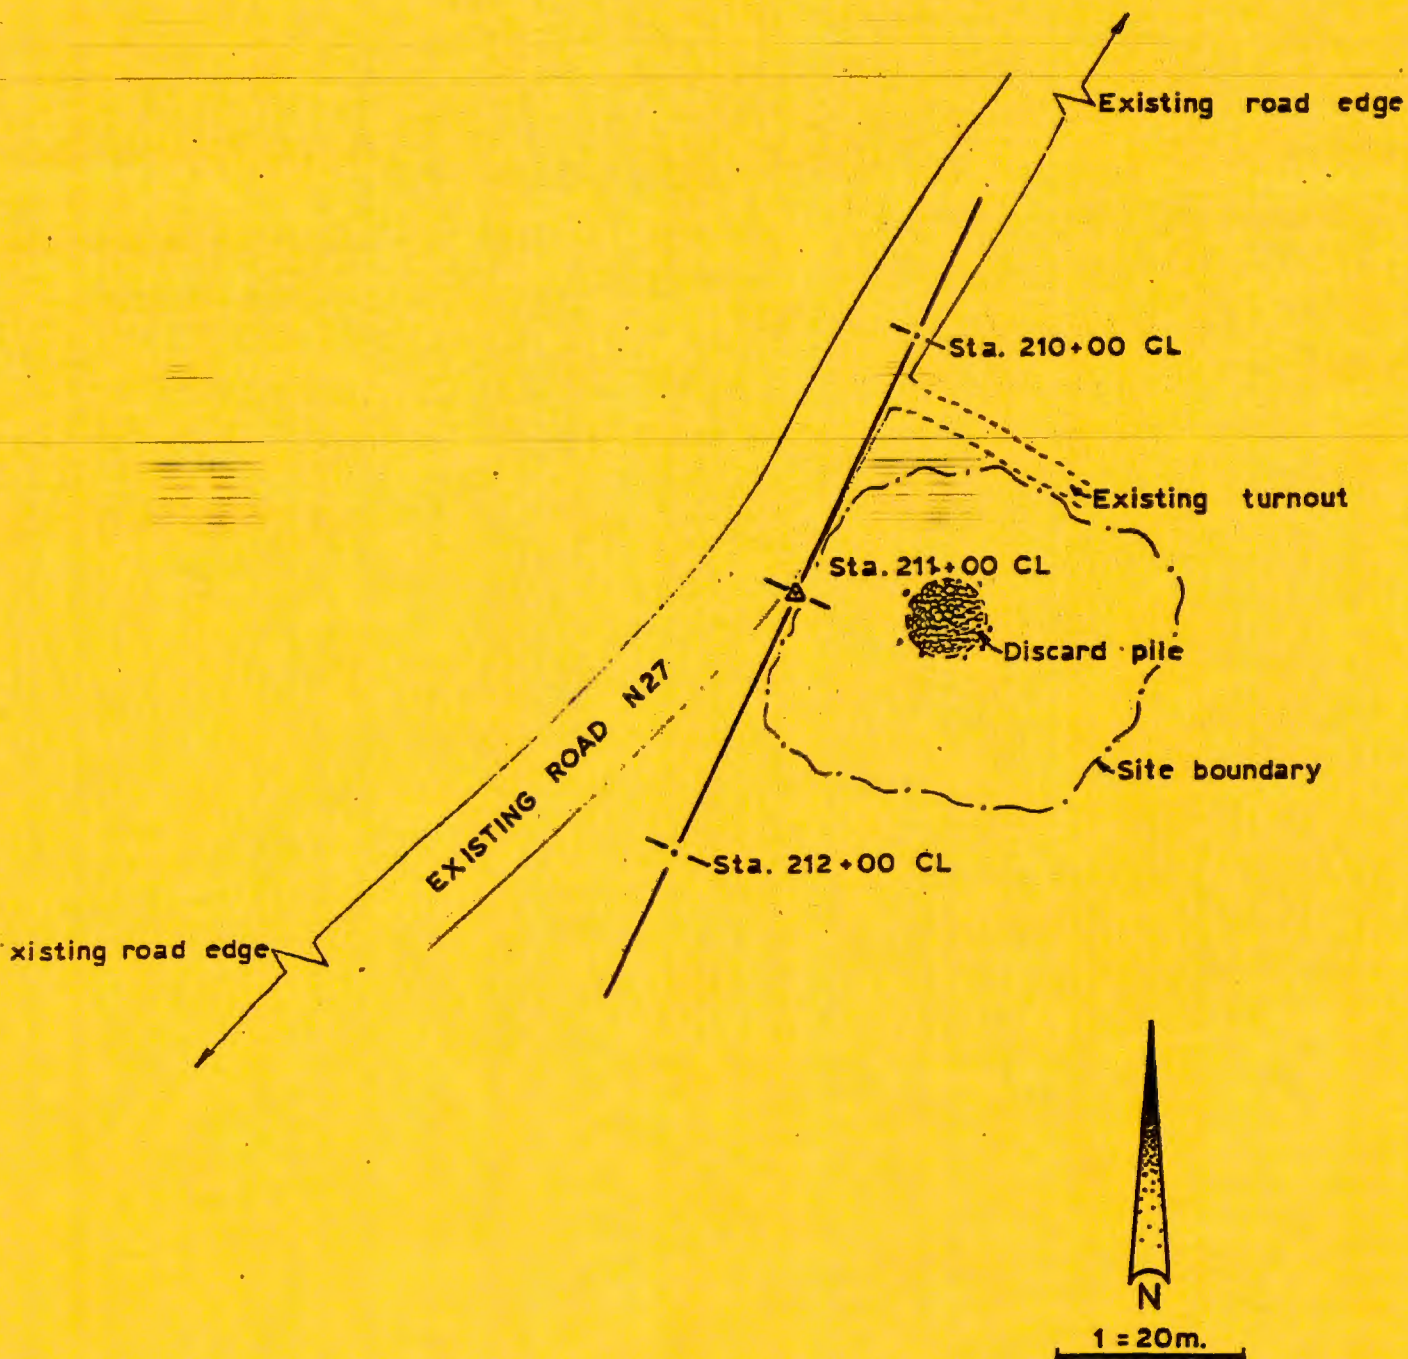 Existing road edge
Sta. 210+00 CL
Existing turnout
Sta. 211+00 CL
Discard pile
EXISTING ROAD N27
Site boundary
Sta. 212+00 CL
xisting road edge
N
1 = 20m.